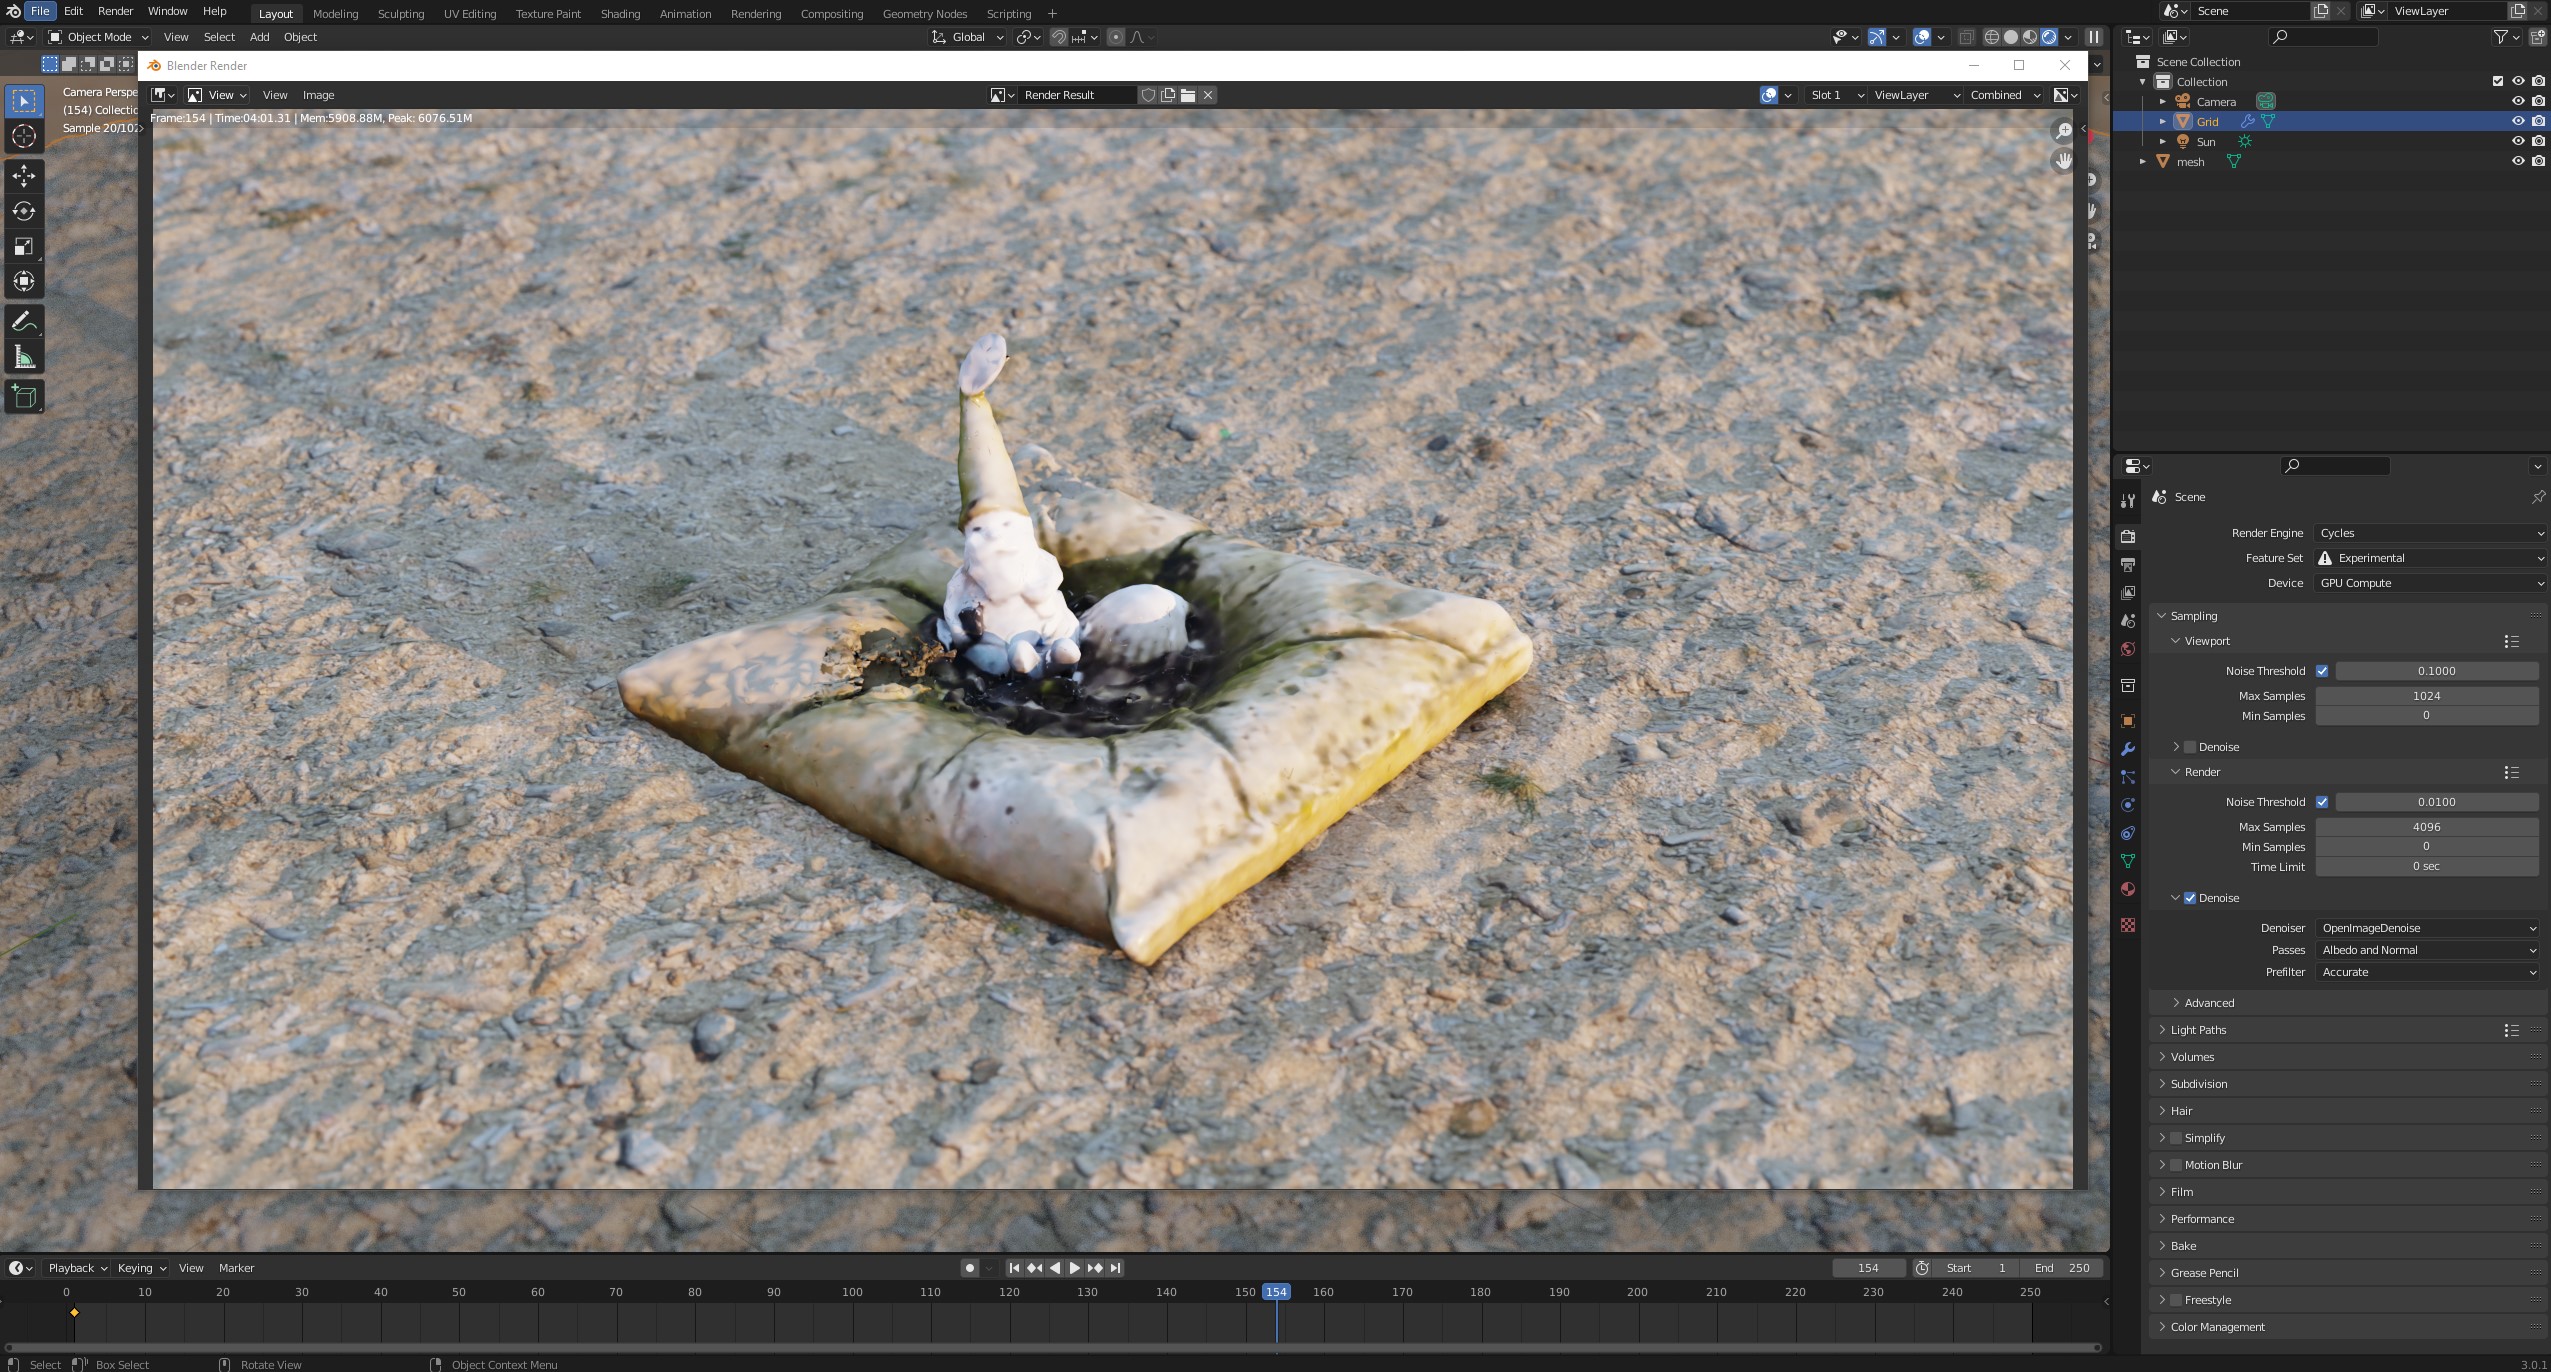 File Edit Render Window Help Layout Modeling Sculpting UV Editing Texture Paint Shading Animation Rendering Compositing Geometry Nodes Scripting Scene ViewLayer
Object Mode View Select Add Object Global
Blender Render
View View Image Render Result Slot 1 ViewLayer Combined
Camera Perspe
(154) Collectio
Sample 20/102
Frame:154 | Time:04:01.31 | Mem:5908.88M, Peak: 6076.51M
Scene Collection
Collection
Camera
Grid
Sun
mesh
Scene
Render Engine Cycles
Feature Set Experimental
Device GPU Compute
Sampling
Viewport
Noise Threshold 0.1000
Max Samples 1024
Min Samples 0
Denoise
Render
Noise Threshold 0.0100
Max Samples 4096
Min Samples 0
Time Limit 0 sec
Denoise
Denoiser OpenImageDenoise
Passes Albedo and Normal
Prefilter Accurate
Advanced
Light Paths
Volumes
Subdivision
Hair
Simplify
Motion Blur
Film
Performance
Bake
Grease Pencil
Freestyle
Color Management
Playback Keying View Marker 154 Start 1 End 250
0 10 20 30 40 50 60 70 80 90 100 110 120 130 140 150 154 160 170 180 190 200 210 220 230 240 250
Select Box Select Rotate View Object Context Menu 3.0.1